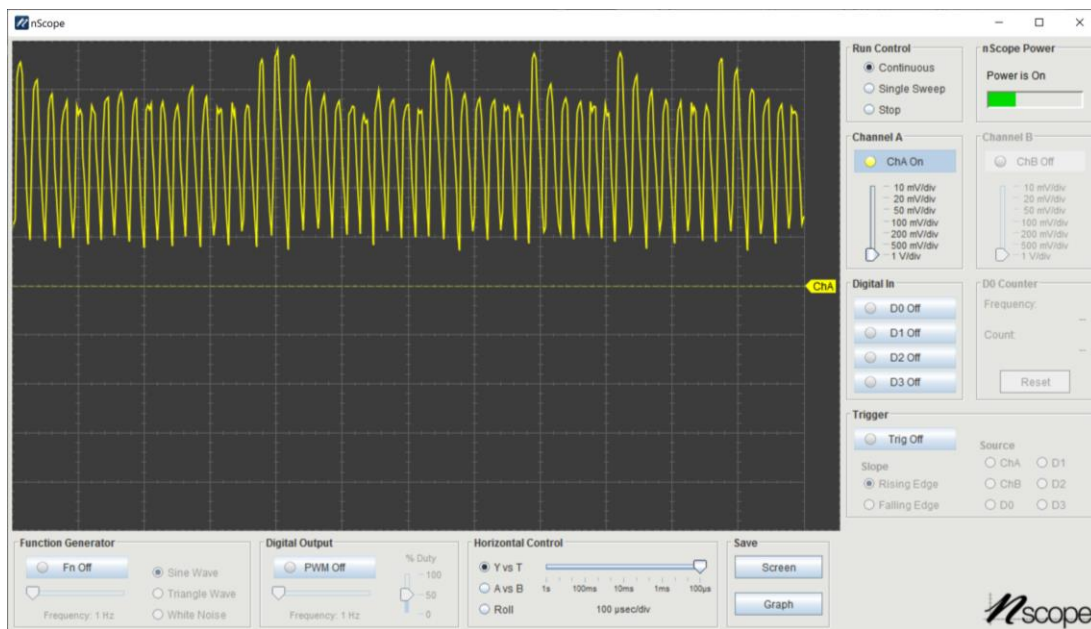 nScope
Run Control
Continuous
Single Sweep
Stop
nScope Power
Power is On
Channel A
ChA On
10 mV/div
20 mV/div
50 mV/div
100 mV/div
200 mV/div
500 mV/div
1 V/div
Channel B
ChB Off
10 mV/div
20 mV/div
50 mV/div
100 mV/div
200 mV/div
500 mV/div
1 V/div
ChA
Digital In
D0 Off
D1 Off
D2 Off
D3 Off
D0 Counter
Frequency:
--
Count:
--
Reset
Trigger
Trig Off
Slope
Rising Edge
Falling Edge
Source
ChA D1
ChB D2
D0 D3
Function Generator
Fn Off
Frequency: 1 Hz
Sine Wave
Triangle Wave
White Noise
Digital Output
PWM Off
Frequency: 1 Hz
% Duty
100
50
0
Horizontal Control
Y vs T
A vs B
Roll
1s 100ms 10ms 1ms 100µs
100 µsec/div
Save
Screen
Graph
nscope